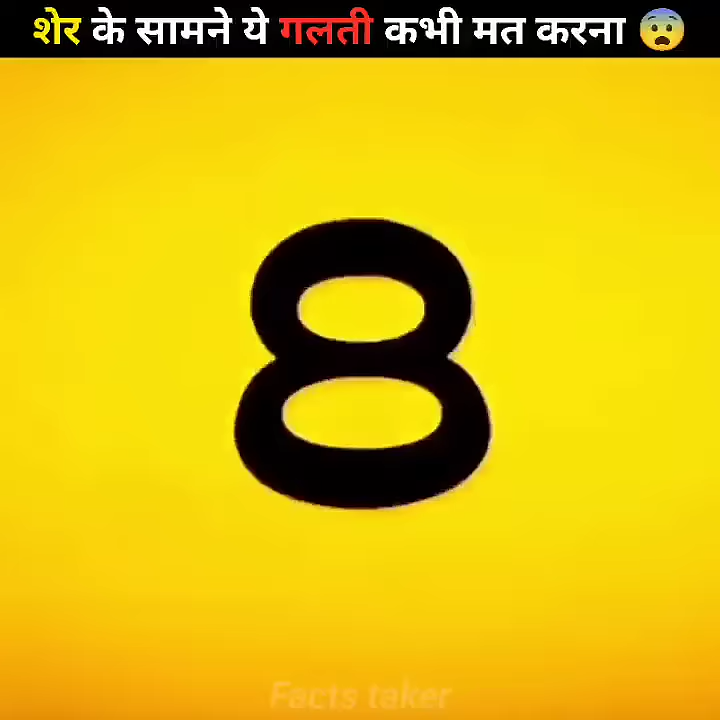 शेर के सामने ये गलती कभी मत करना 😨
8
Facts taker